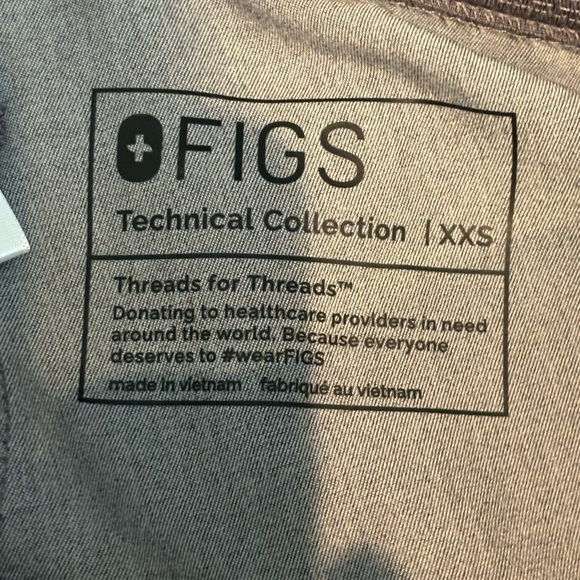 FIGS
Technical Collection | XXS
Threads for Threads™
Donating to healthcare providers in need
around the world. Because everyone
deserves to #wearFIGS
made in vietnam fabriqué au viétnam